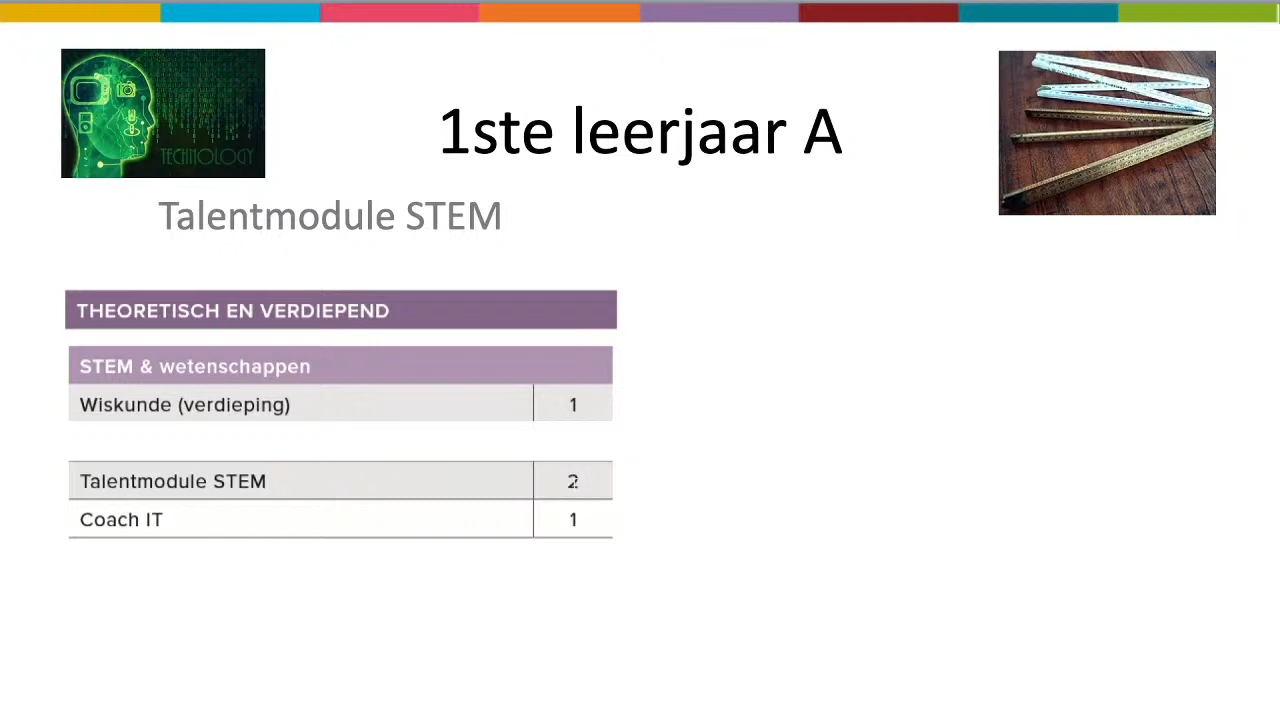 TECHNOLOGY
1ste leerjaar A
Talentmodule STEM
THEORETISCH EN VERDIEPEND
STEM & wetenschappen
Wiskunde (verdieping) 1
Talentmodule STEM 2
Coach IT 1